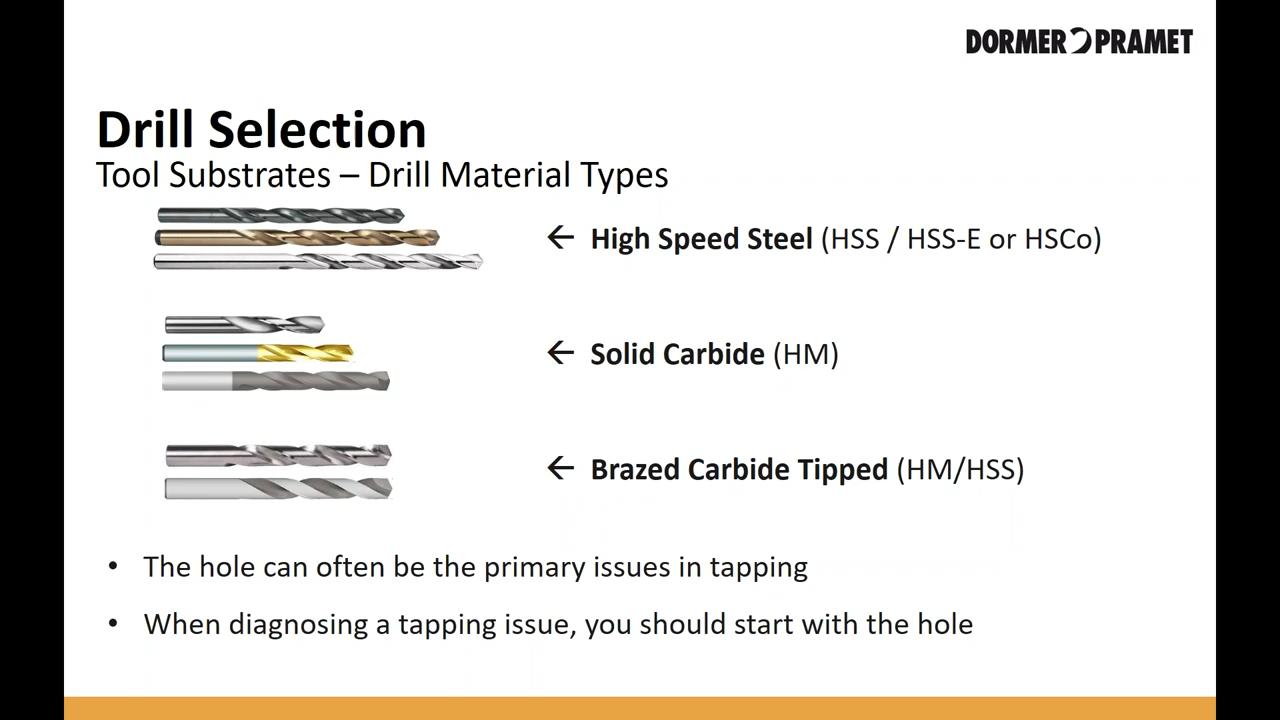 DORMER PRAMET
Drill Selection
Tool Substrates – Drill Material Types
← High Speed Steel (HSS / HSS-E or HSCo)
← Solid Carbide (HM)
← Brazed Carbide Tipped (HM/HSS)
• The hole can often be the primary issues in tapping
• When diagnosing a tapping issue, you should start with the hole